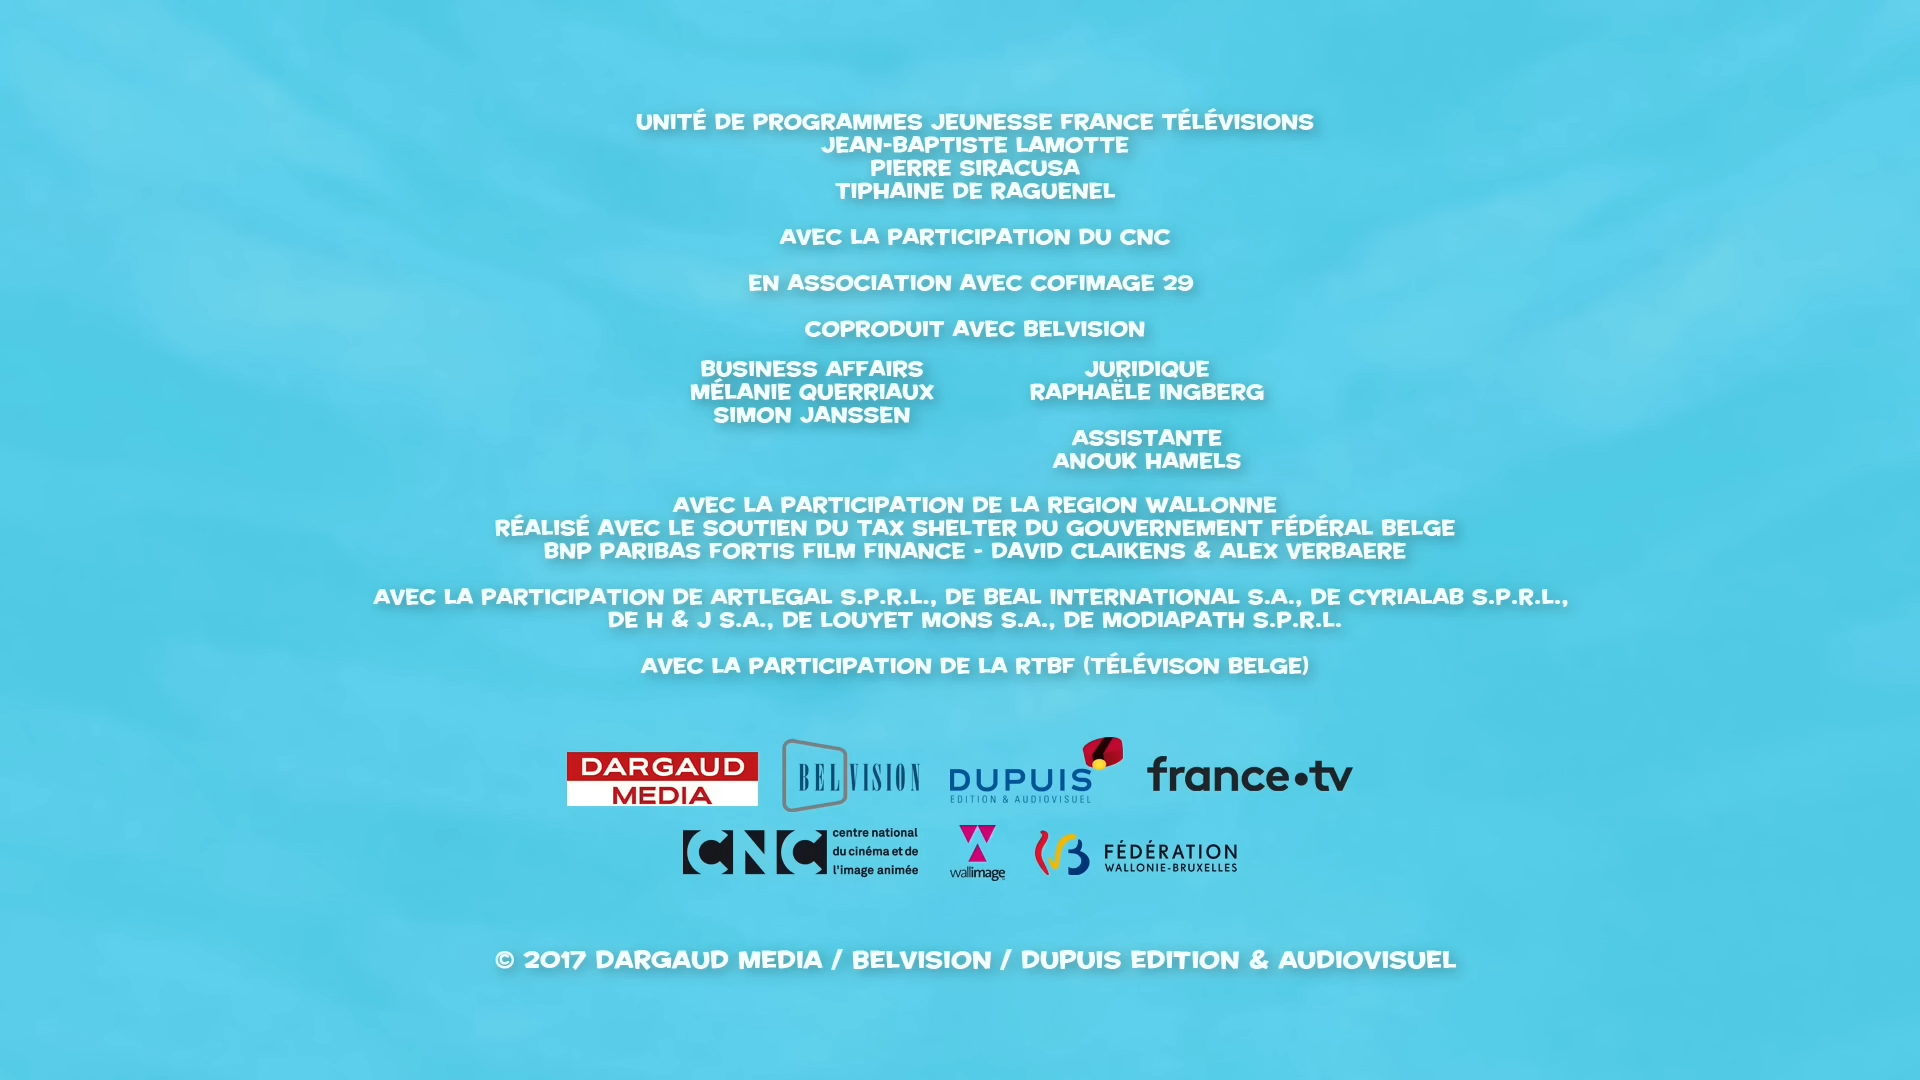 UNITÉ DE PROGRAMMES JEUNESSE FRANCE TÉLÉVISIONS
JEAN-BAPTISTE LAMOTTE
PIERRE SIRACUSA
TIPHAINE DE RAGUENEL
AVEC LA PARTICIPATION DU CNC
EN ASSOCIATION AVEC COFIMAGE 29
COPRODUIT AVEC BELVISION
BUSINESS AFFAIRS
MÉLANIE QUERRIAUX
SIMON JANSSEN
JURIDIQUE
RAPHAËLE INGBERG
ASSISTANTE
ANOUK HAMELS
AVEC LA PARTICIPATION DE LA REGION WALLONNE
RÉALISÉ AVEC LE SOUTIEN DU TAX SHELTER DU GOUVERNEMENT FÉDÉRAL BELGE
BNP PARIBAS FORTIS FILM FINANCE - DAVID CLAIKENS & ALEX VERBAERE
AVEC LA PARTICIPATION DE ARTLEGAL S.P.R.L., DE BEAL INTERNATIONAL S.A., DE CYRIALAB S.P.R.L.,
DE H & J S.A., DE LOUYET MONS S.A., DE MODIAPATH S.P.R.L.
AVEC LA PARTICIPATION DE LA RTBF (TÉLÉVISON BELGE)
DARGAUD
MEDIA
BELVISION
DUPUIS
EDITION & AUDIOVISUEL
france•tv
CNC
centre national
du cinéma et de
l'image animée
wallimage
FÉDÉRATION
WALLONIE-BRUXELLES
© 2017 DARGAUD MEDIA / BELVISION / DUPUIS EDITION & AUDIOVISUEL